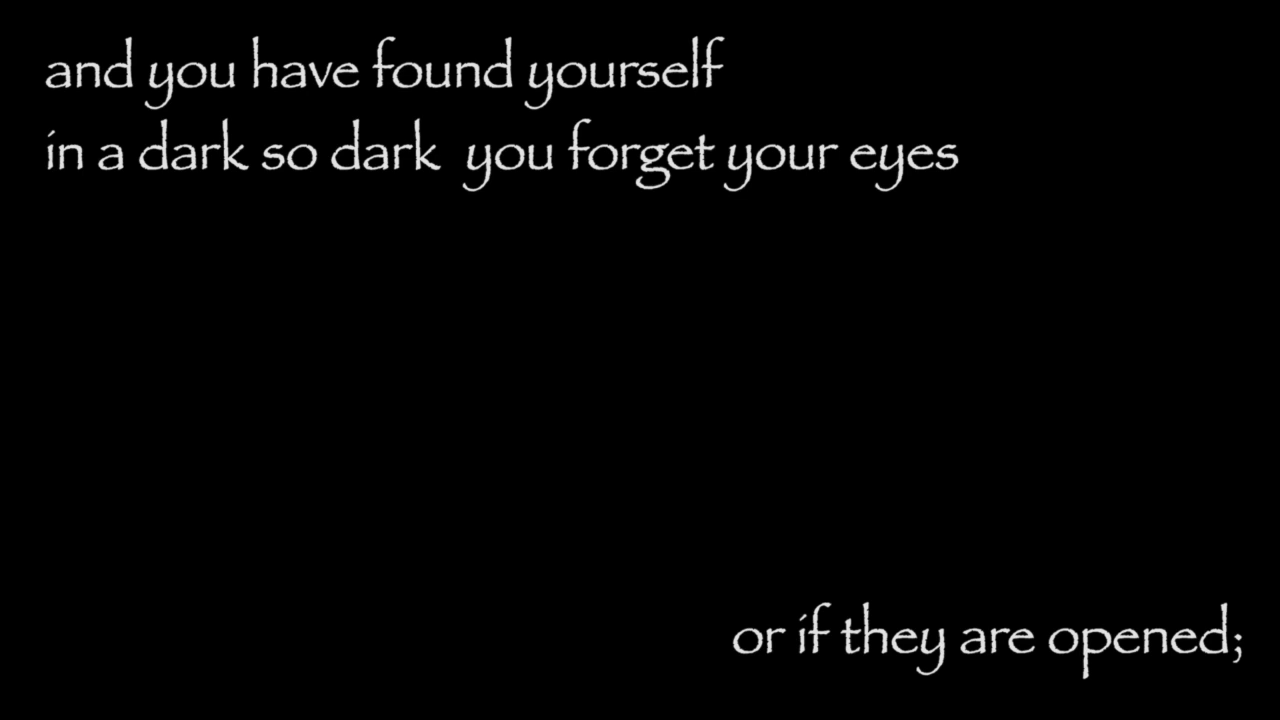 and you have found yourself
in a dark so dark  you forget your eyes
or if they are opened;